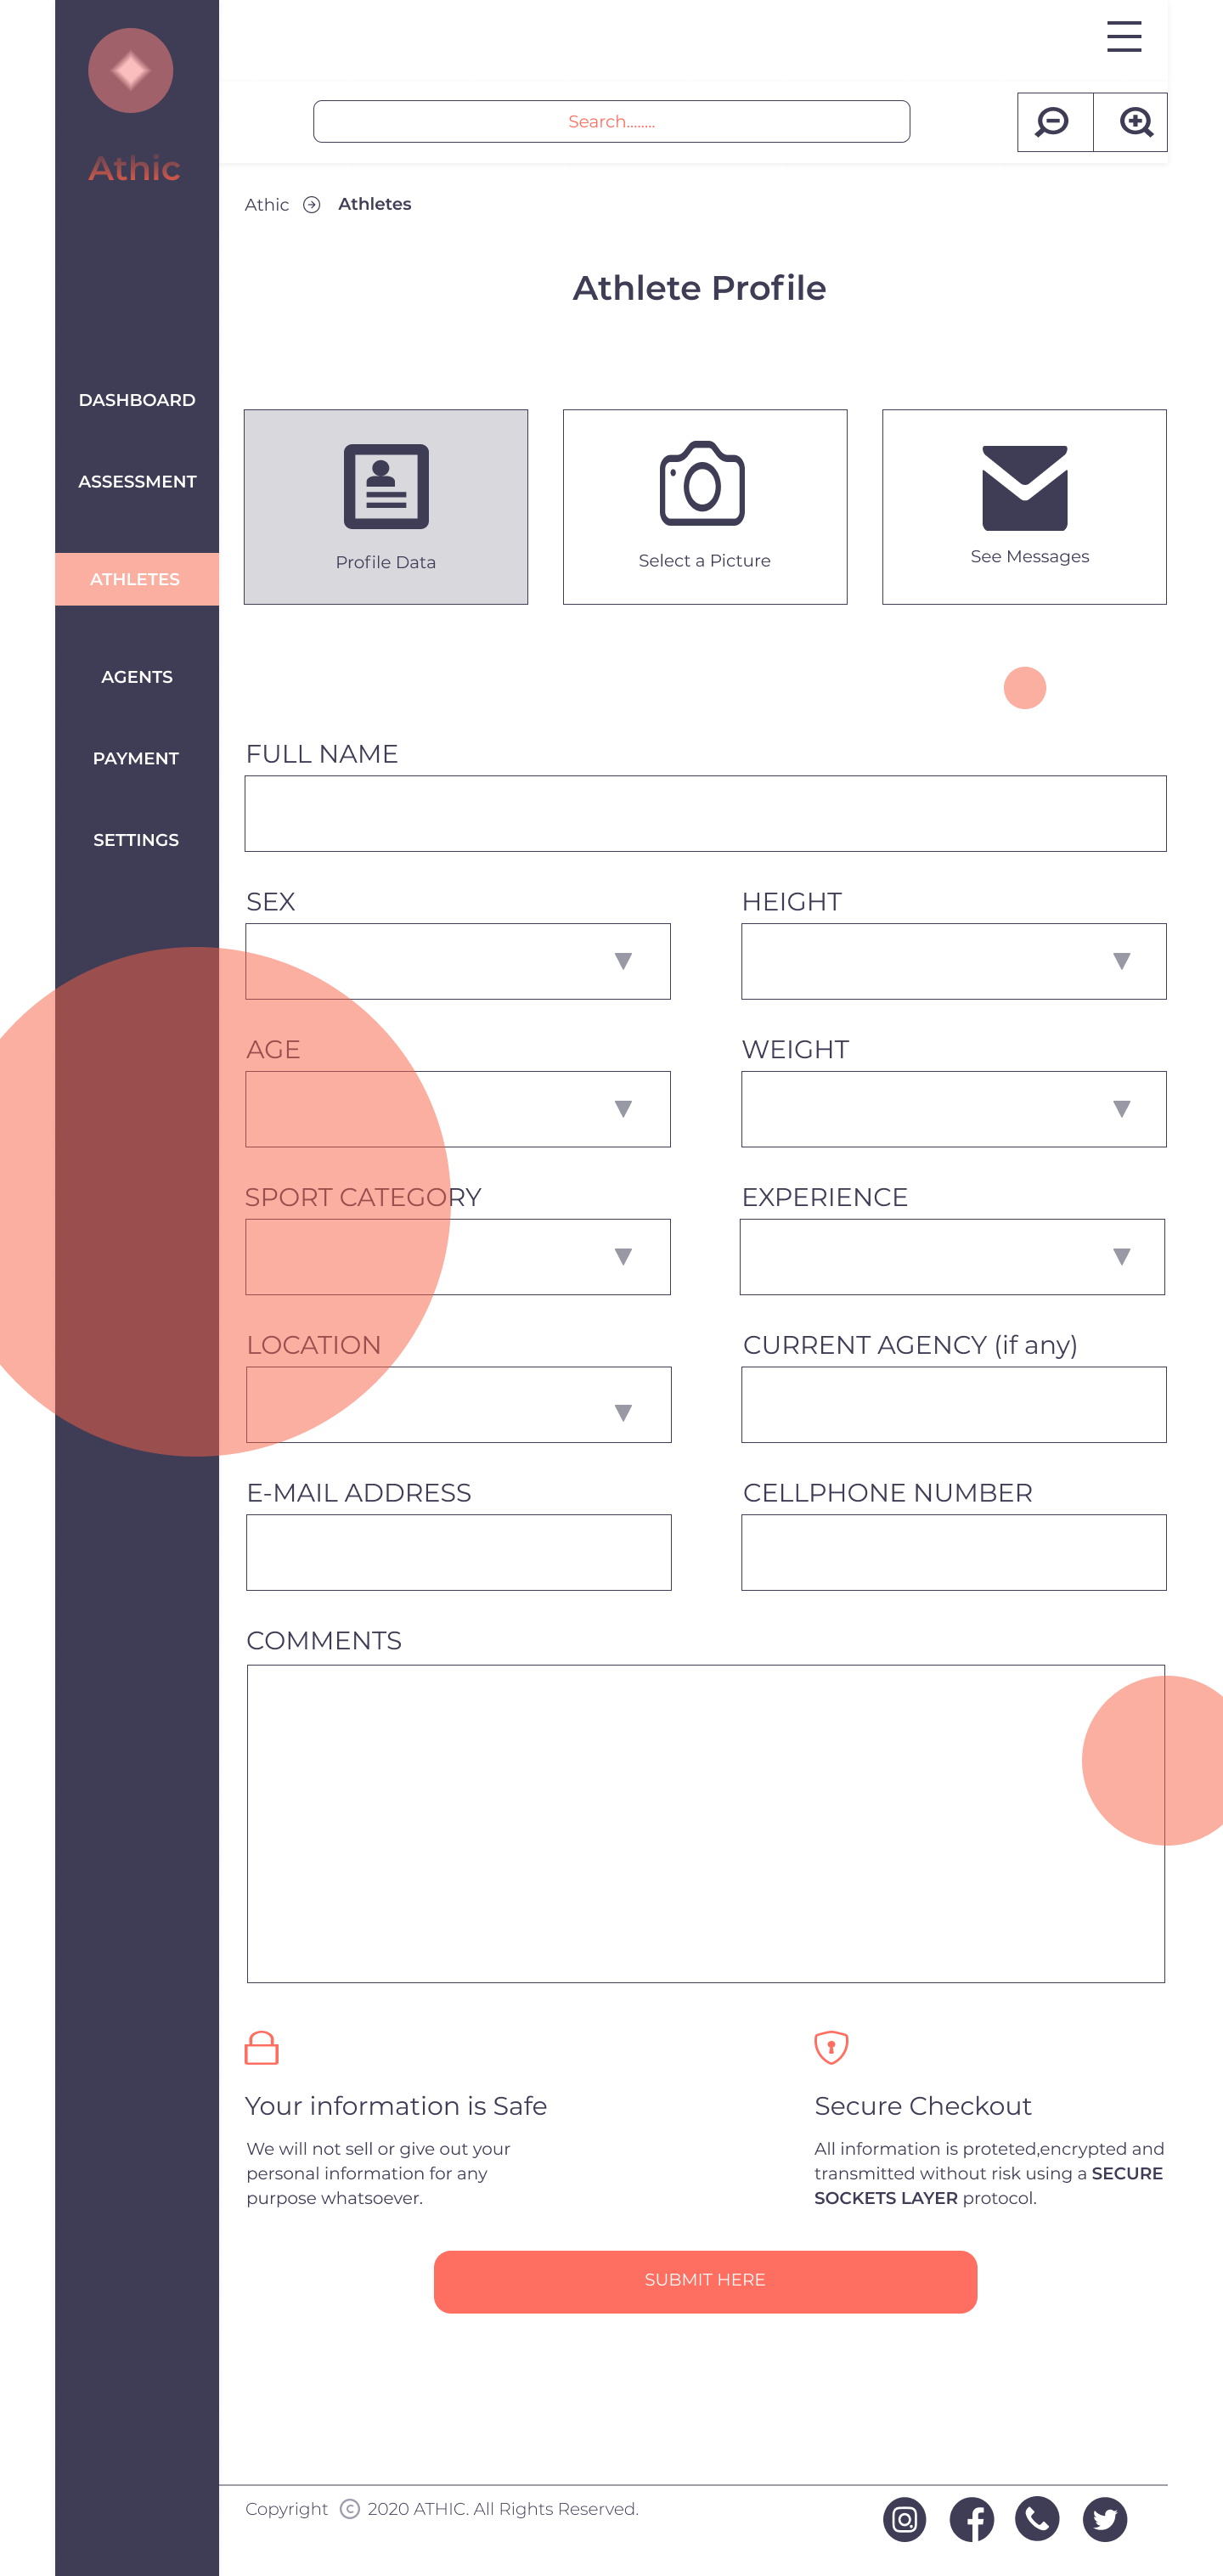 Athic
Search........
Athic
Athletes
Athlete Profile
DASHBOARD
ASSESSMENT
ATHLETES
AGENTS
PAYMENT
SETTINGS
Profile Data
Select a Picture
See Messages
FULL NAME
SEX
HEIGHT
AGE
WEIGHT
SPORT CATEGORY
EXPERIENCE
LOCATION
CURRENT AGENCY (if any)
E-MAIL ADDRESS
CELLPHONE NUMBER
COMMENTS
Your information is Safe
We will not sell or give out your
personal information for any
purpose whatsoever.
Secure Checkout
All information is proteted,encrypted and
transmitted without risk using a SECURE
SOCKETS LAYER protocol.
SUBMIT HERE
Copyright © 2020 ATHIC. All Rights Reserved.